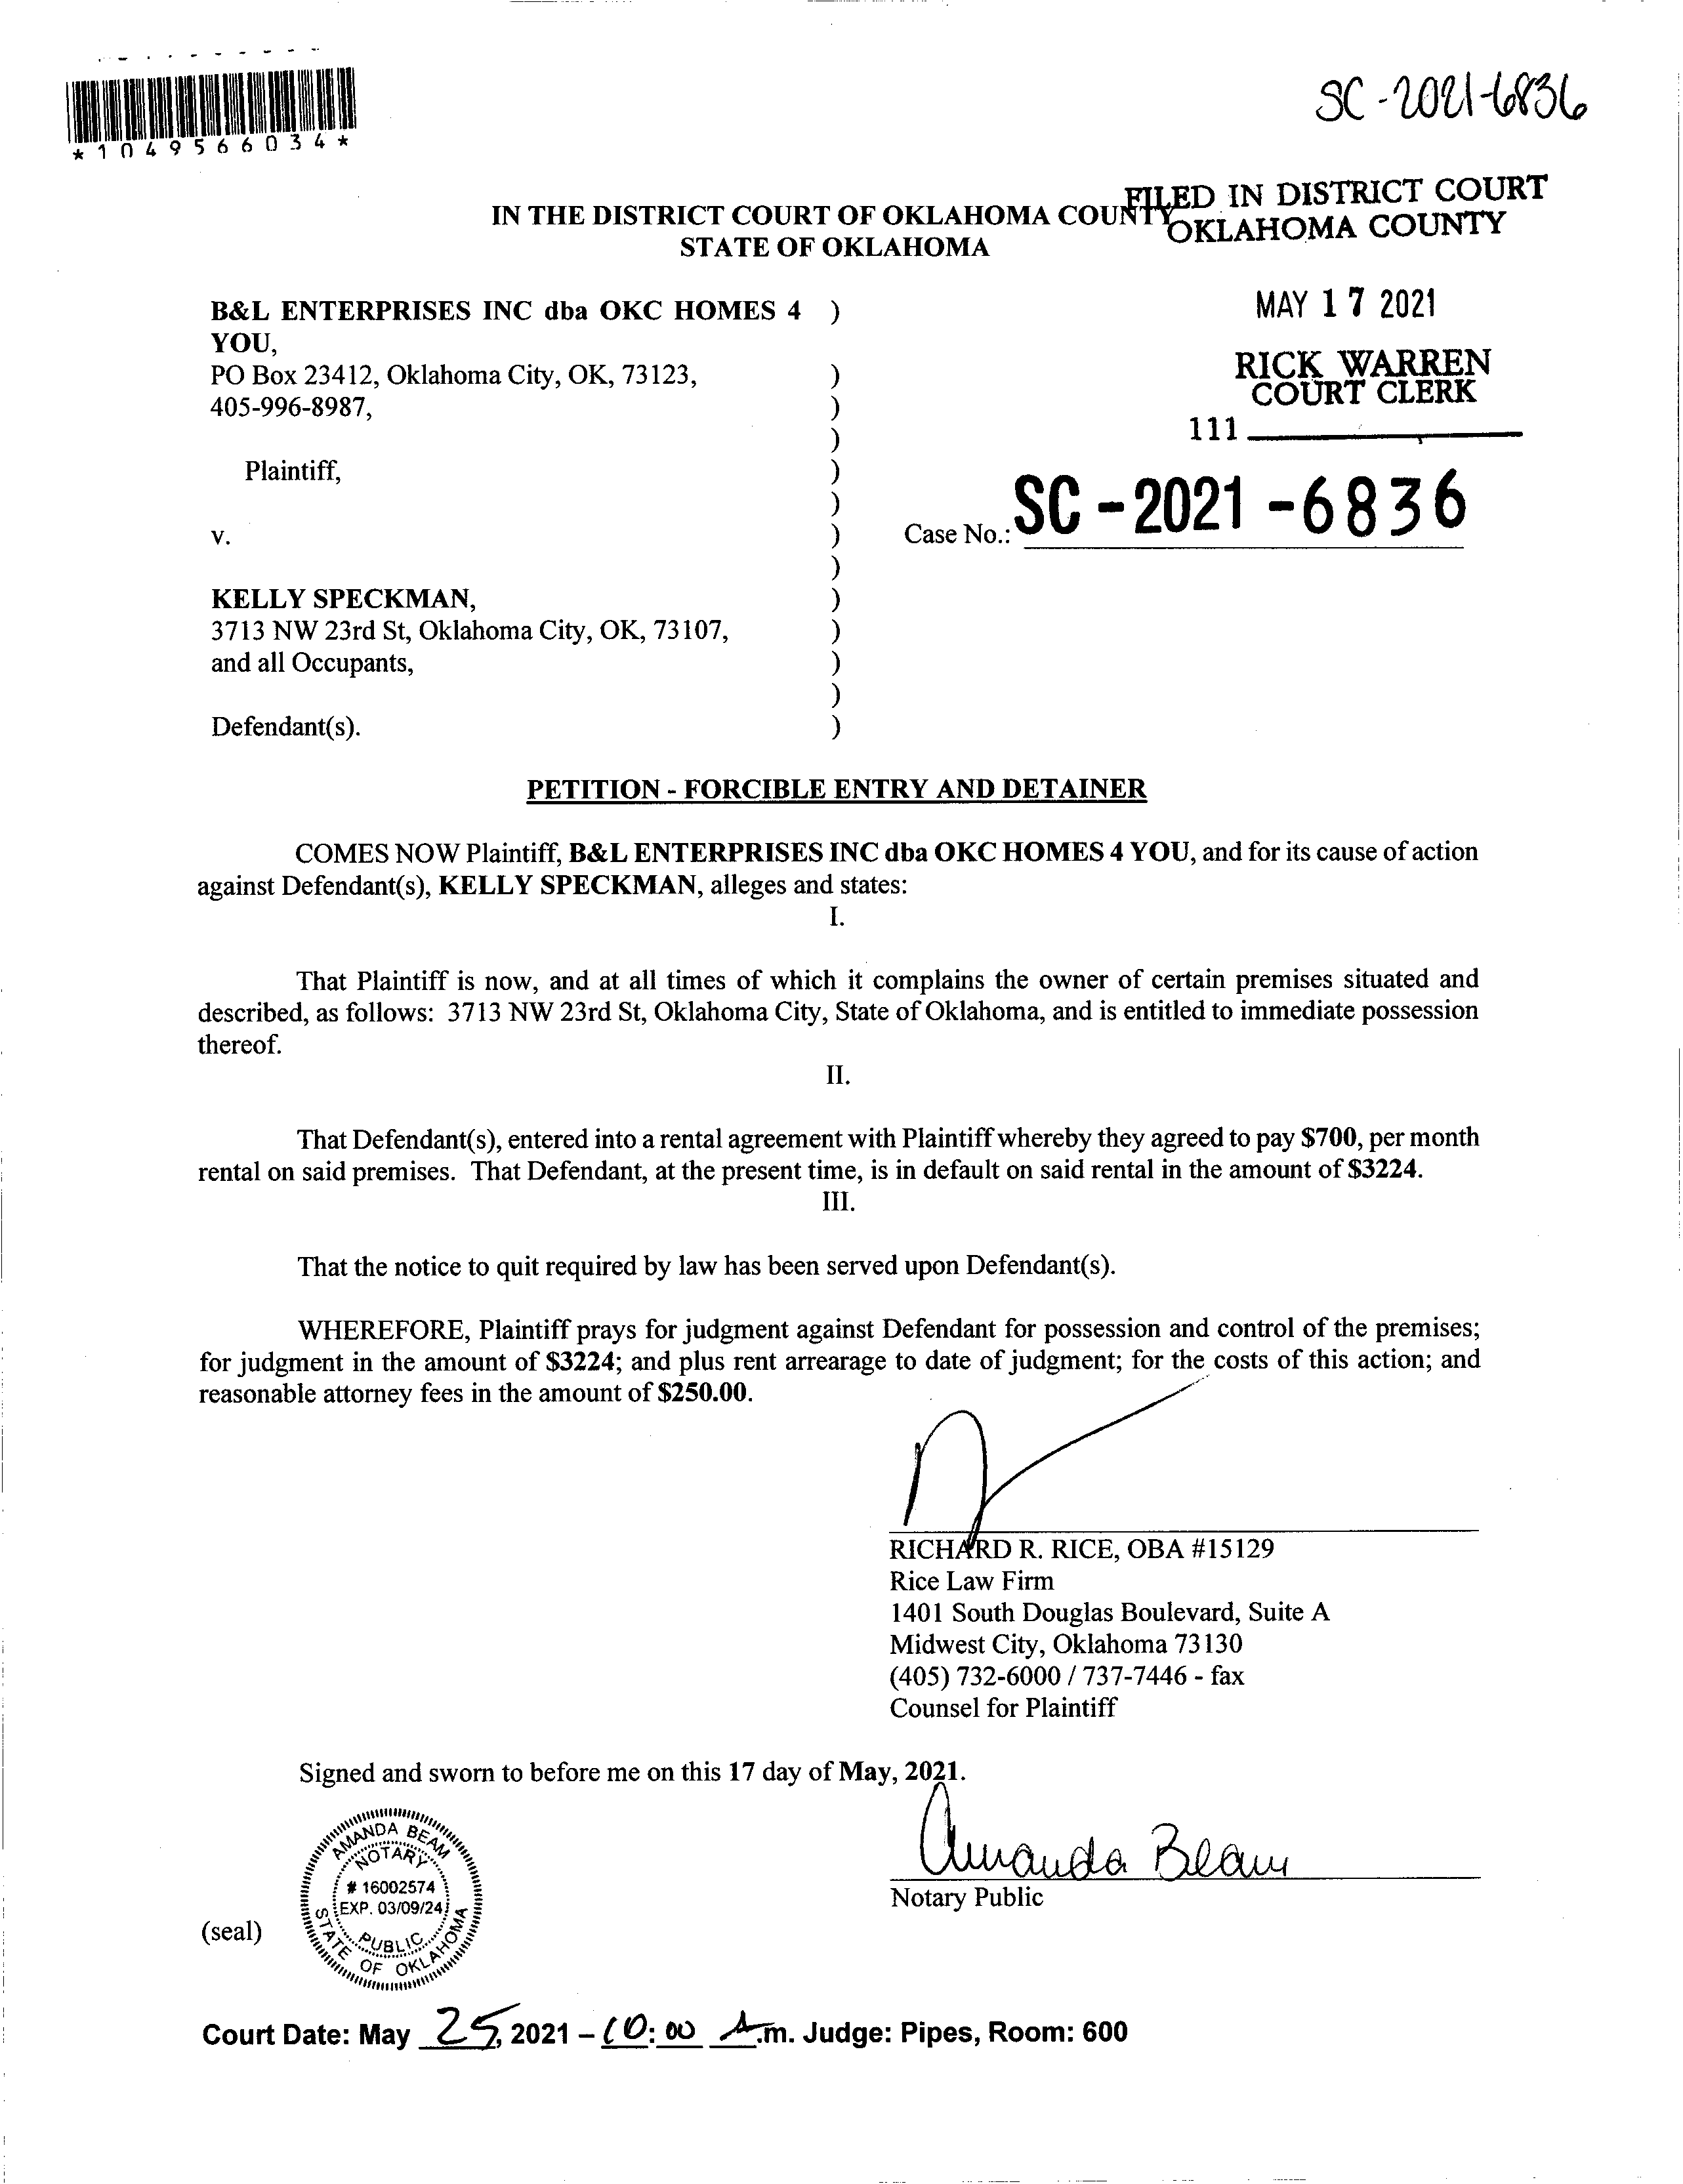 *1049566034*
SC-2021-6836
FILED IN DISTRICT COURT
OKLAHOMA COUNTY
IN THE DISTRICT COURT OF OKLAHOMA COUNTY
STATE OF OKLAHOMA
MAY 17 2021
RICK WARREN
COURT CLERK
111
B&L ENTERPRISES INC dba OKC HOMES 4 )
YOU,
PO Box 23412, Oklahoma City, OK, 73123, )
405-996-8987, )
)
Plaintiff, )
)
v. )
)
Case No.: SC-2021-6836
KELLY SPECKMAN, )
3713 NW 23rd St, Oklahoma City, OK, 73107, )
and all Occupants, )
)
Defendant(s). )
PETITION - FORCIBLE ENTRY AND DETAINER
COMES NOW Plaintiff, B&L ENTERPRISES INC dba OKC HOMES 4 YOU, and for its cause of action
against Defendant(s), KELLY SPECKMAN, alleges and states:
I.
That Plaintiff is now, and at all times of which it complains the owner of certain premises situated and
described, as follows: 3713 NW 23rd St, Oklahoma City, State of Oklahoma, and is entitled to immediate possession
thereof.
II.
That Defendant(s), entered into a rental agreement with Plaintiff whereby they agreed to pay $700, per month
rental on said premises. That Defendant, at the present time, is in default on said rental in the amount of $3224.
III.
That the notice to quit required by law has been served upon Defendant(s).
WHEREFORE, Plaintiff prays for judgment against Defendant for possession and control of the premises;
for judgment in the amount of $3224; and plus rent arrearage to date of judgment; for the costs of this action; and
reasonable attorney fees in the amount of $250.00.
RICHARD R. RICE, OBA #15129
Rice Law Firm
1401 South Douglas Boulevard, Suite A
Midwest City, Oklahoma 73130
(405) 732-6000 / 737-7446 - fax
Counsel for Plaintiff
Signed and sworn to before me on this 17 day of May, 2021.
Amanda Beam
Notary Public
(seal)
AMANDA BEAM
NOTARY
# 16002574
EXP. 03/09/24
PUBLIC
STATE OF OKLAHOMA
Court Date: May 25, 2021 – 10:00 A.m. Judge: Pipes, Room: 600